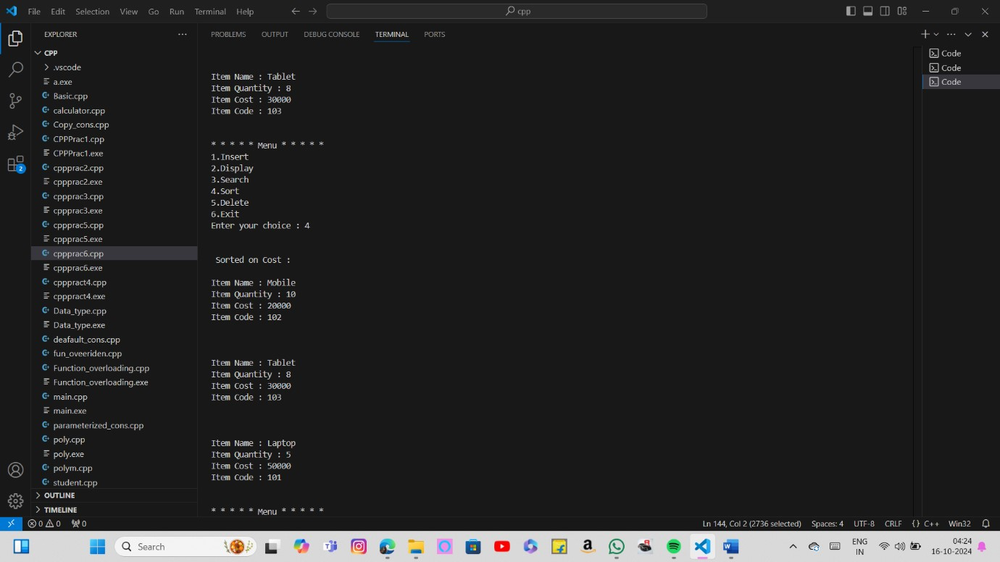 File Edit Selection View Go Run Terminal Help
cpp
EXPLORER
CPP
.vscode
a.exe
Basic.cpp
calculator.cpp
Copy_cons.cpp
CPPPrac1.cpp
CPPPrac1.exe
cppprac2.cpp
cppprac2.exe
cppprac3.cpp
cppprac3.exe
cppprac5.cpp
cppprac5.exe
cppprac6.cpp
cppprac6.exe
cpppract4.cpp
cpppract4.exe
Data_type.cpp
Data_type.exe
deafault_cons.cpp
fun_oveeriden.cpp
Function_overloading.cpp
Function_overloading.exe
main.cpp
main.exe
parameterized_cons.cpp
poly.cpp
poly.exe
polym.cpp
student.cpp
OUTLINE
TIMELINE
PROBLEMS OUTPUT DEBUG CONSOLE TERMINAL PORTS
Item Name : Tablet
Item Quantity : 8
Item Cost : 30000
Item Code : 103
* * * * * Menu * * * * *
1.Insert
2.Display
3.Search
4.Sort
5.Delete
6.Exit
Enter your choice : 4
Sorted on Cost :
Item Name : Mobile
Item Quantity : 10
Item Cost : 20000
Item Code : 102
Item Name : Tablet
Item Quantity : 8
Item Cost : 30000
Item Code : 103
Item Name : Laptop
Item Quantity : 5
Item Cost : 50000
Item Code : 101
* * * * * Menu * * * * *
Code
Code
Code
2
0 0 0
Ln 144, Col 2 (2736 selected) Spaces: 4 UTF-8 CRLF {} C++ Win32
Search
ENG
IN
04:24
16-10-2024